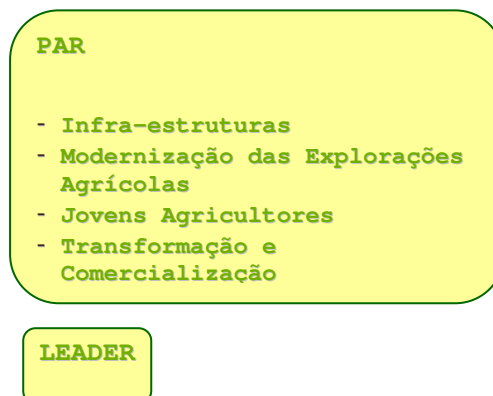 PAR
- Infra-estruturas
- Modernização das Explorações
Agrícolas
- Jovens Agricultores
- Transformação e
Comercialização
LEADER